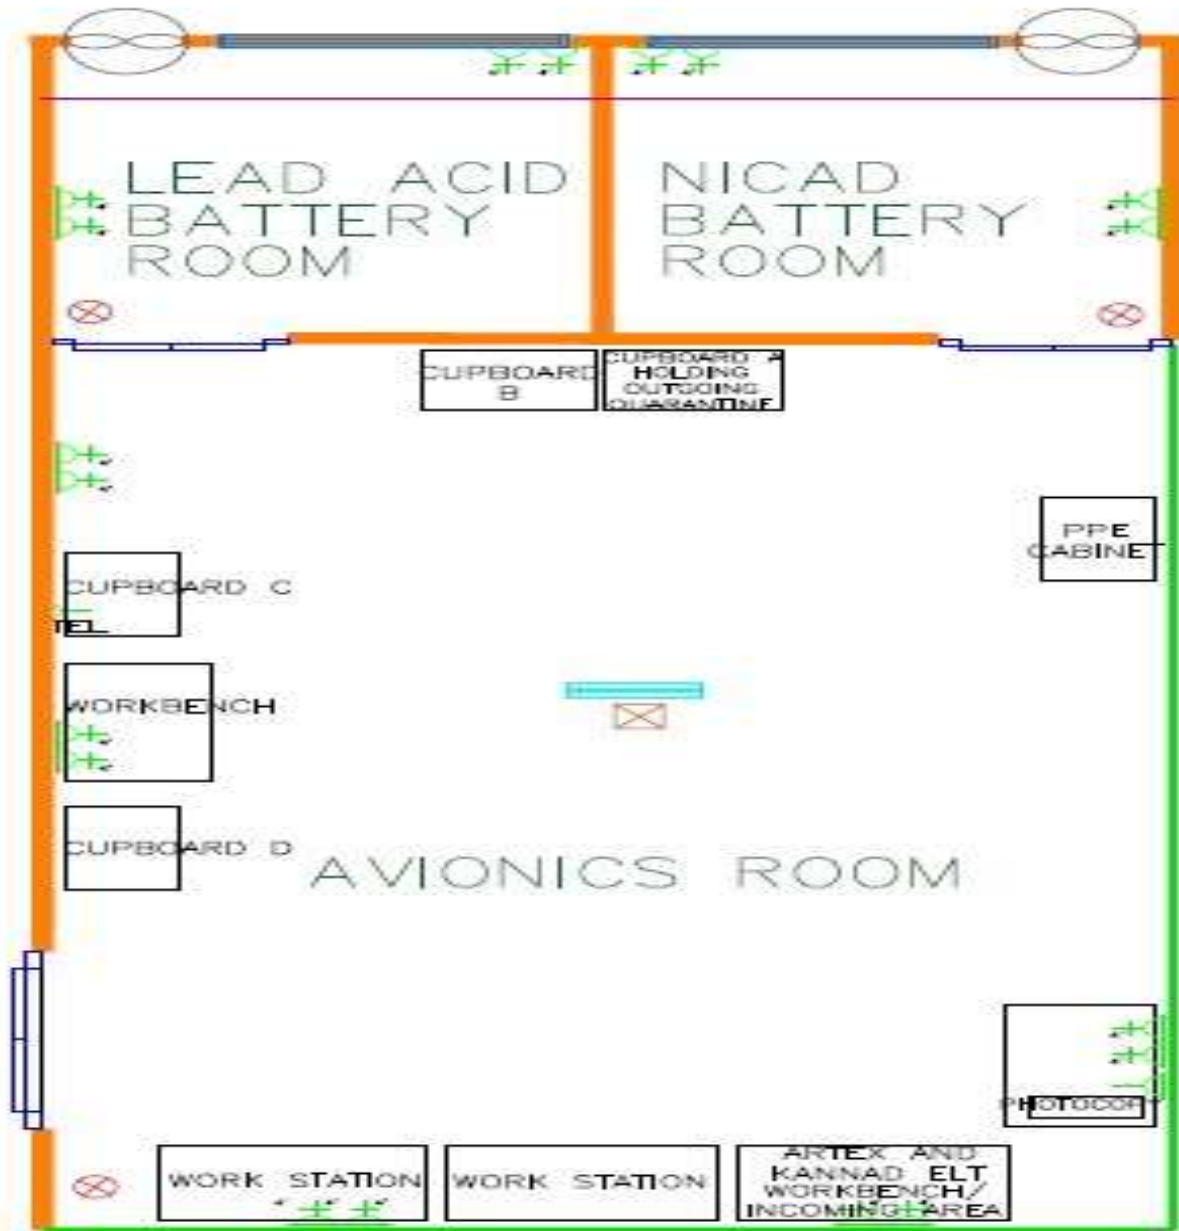 LEAD ACID
BATTERY
ROOM
NICAD
BATTERY
ROOM
CUPBOARD
B
CUPBOARD A
HOLDING
OUTGOING
QUARANTINE
PPE
CABINET
CUPBOARD C
TEL
WORKBENCH
CUPBOARD D
AVIONICS ROOM
PHOTOCOPY
WORK STATION
WORK STATION
ARTEX AND
KANNAD ELT
WORKBENCH/
INCOMING AREA